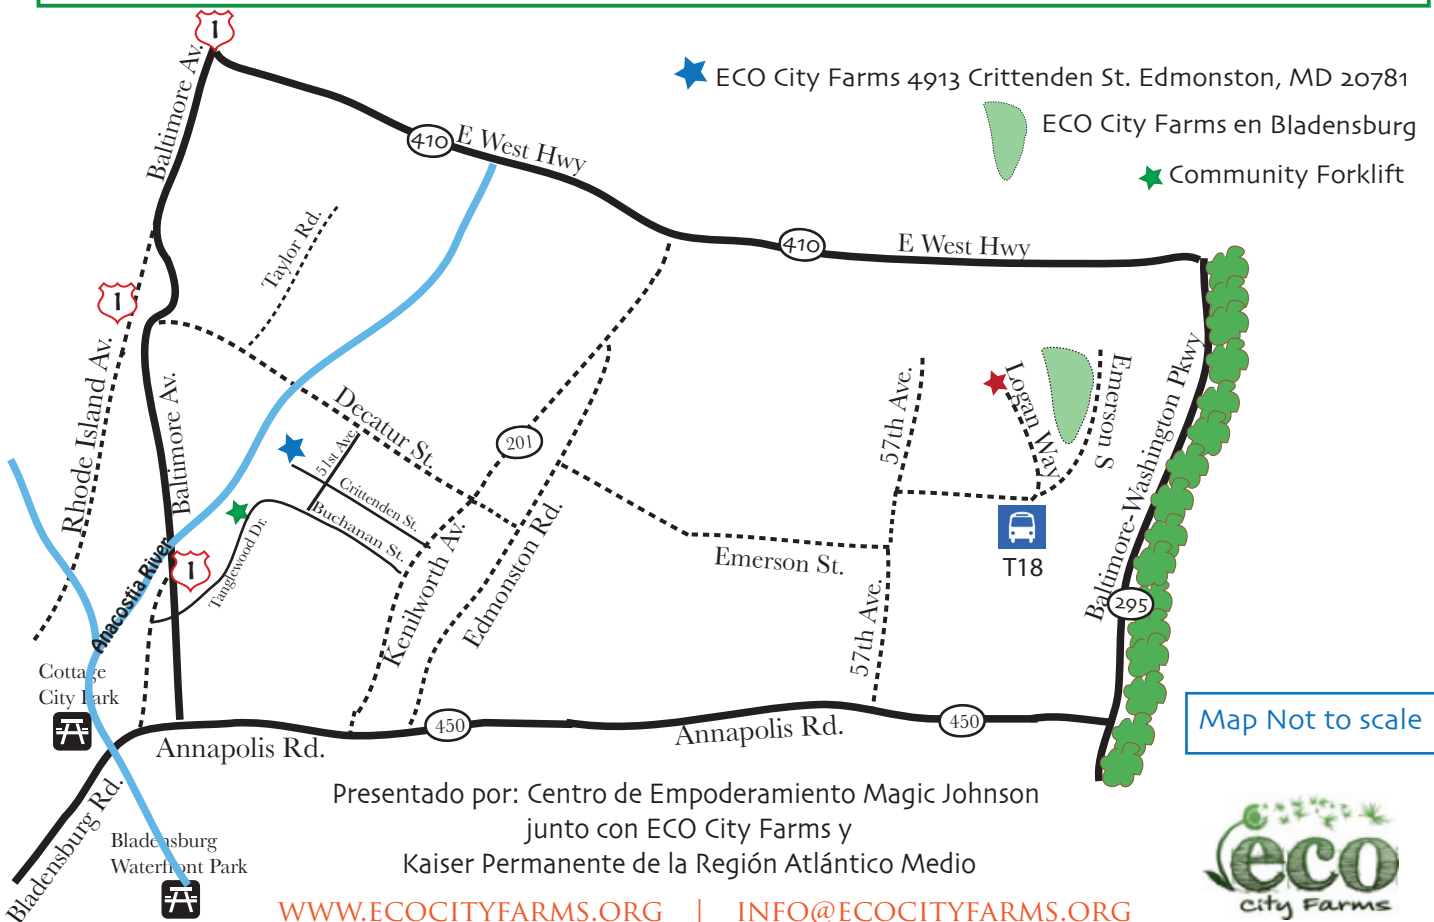 1
Baltimore Av.
ECO City Farms 4913 Crittenden St. Edmonston, MD 20781
ECO City Farms en Bladensburg
Community Forklift
410
E West Hwy
410
E West Hwy
Taylor Rd.
1
Rhode Island Av.
Baltimore Av.
Decatur St.
51st Ave.
Crittenden St.
Buchanan St.
Tanglewood Dr.
201
Kenilworth Av.
Edmonston Rd.
57th Ave.
Logan Way
Emerson S
Baltimore-Washington Pkwy
Emerson St.
T18
57th Ave.
295
1
Anacostia River
Cottage
City Park
450
450
Annapolis Rd.
Annapolis Rd.
Map Not to scale
Bladensburg Rd.
Bladensburg
Waterfront Park
Presentado por: Centro de Empoderamiento Magic Johnson
junto con ECO City Farms y
Kaiser Permanente de la Región Atlántico Medio
WWW.ECOCITYFARMS.ORG | INFO@ECOCITYFARMS.ORG
eco
city Farms